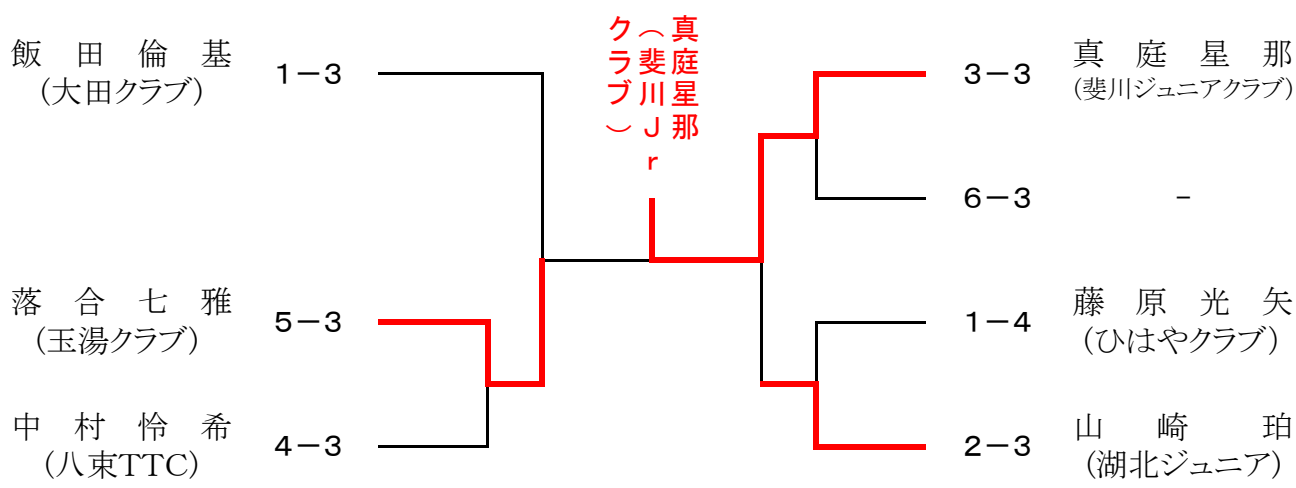 飯田倫基
(大田クラブ)
1-3
落合七雅
(玉湯クラブ)
5-3
中村怜希
(八束TTC)
4-3
真庭星那
(斐川Jr
クラブ)
3-3
真庭星那
(斐川ジュニアクラブ)
6-3
-
1-4
藤原光矢
(ひはやクラブ)
2-3
山崎珀
(湖北ジュニア)